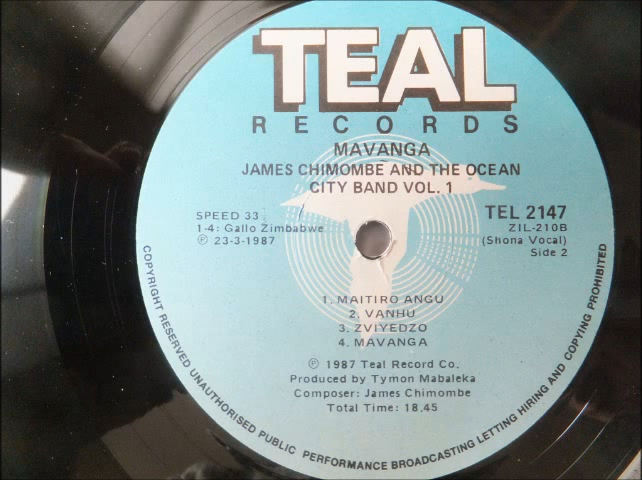 TEAL
RECORDS
MAVANGA
JAMES CHIMOMBE AND THE OCEAN
CITY BAND VOL. 1
SPEED 33
1-4: Gallo Zimbabwe
℗ 23-3-1987
TEL 2147
ZIL-210B
(Shona Vocal)
Side 2
1. MAITIRO ANGU
2. VANHU
3. ZVIYEDZO
4. MAVANGA
℗ 1987 Teal Record Co.
Produced by Tymon Mabaleka
Composer: James Chimombe
Total Time: 18.45
COPYRIGHT RESERVED UNAUTHORISED PUBLIC PERFORMANCE BROADCASTING LETTING HIRING AND COPYING PROHIBITED